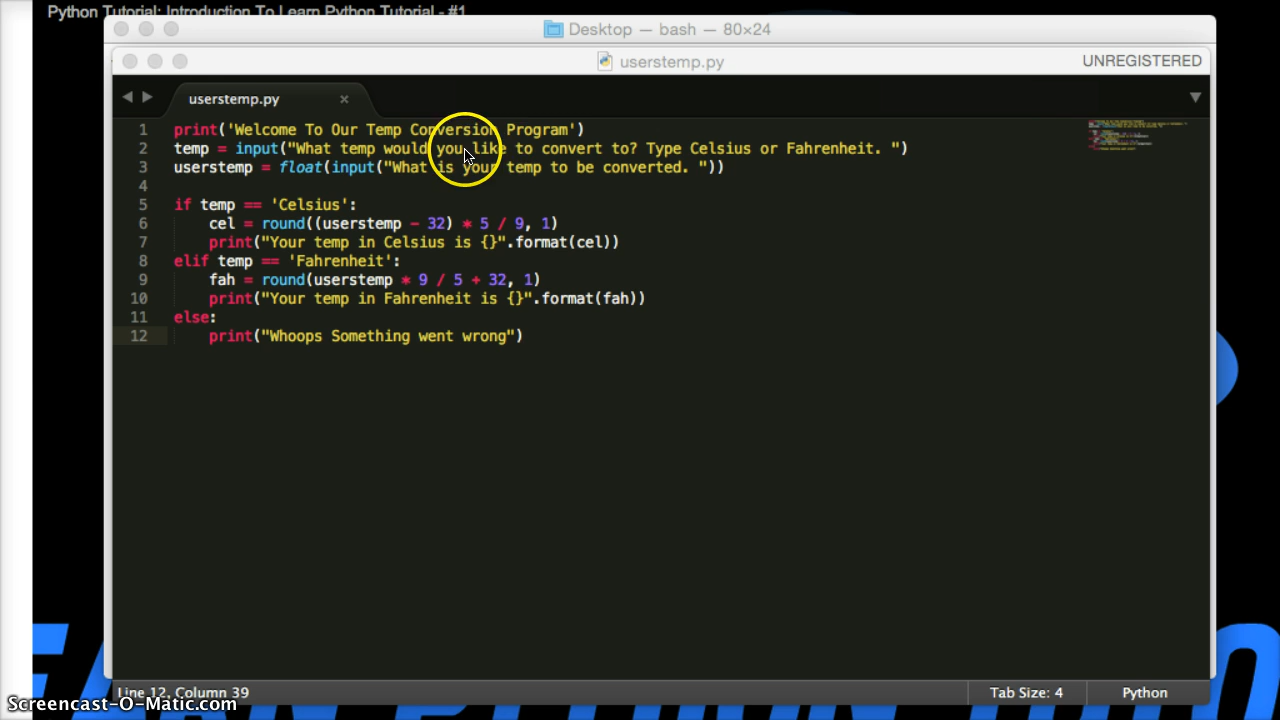 Python Tutorial: Introduction To Learn Python Tutorial - #1
Desktop — bash — 80×24
userstemp.py
UNREGISTERED
userstemp.py ×
1 print('Welcome To Our Temp Conversion Program')
2 temp = input("What temp would you like to convert to? Type Celsius or Fahrenheit. ")
3 userstemp = float(input("What is your temp to be converted. "))
4
5 if temp == 'Celsius':
6     cel = round((userstemp - 32) * 5 / 9, 1)
7     print("Your temp in Celsius is {}".format(cel))
8 elif temp == 'Fahrenheit':
9     fah = round(userstemp * 9 / 5 + 32, 1)
10     print("Your temp in Fahrenheit is {}".format(fah))
11 else:
12     print("Whoops Something went wrong")
Line 12, Column 39
Tab Size: 4
Python
Screencast-O-Matic.com